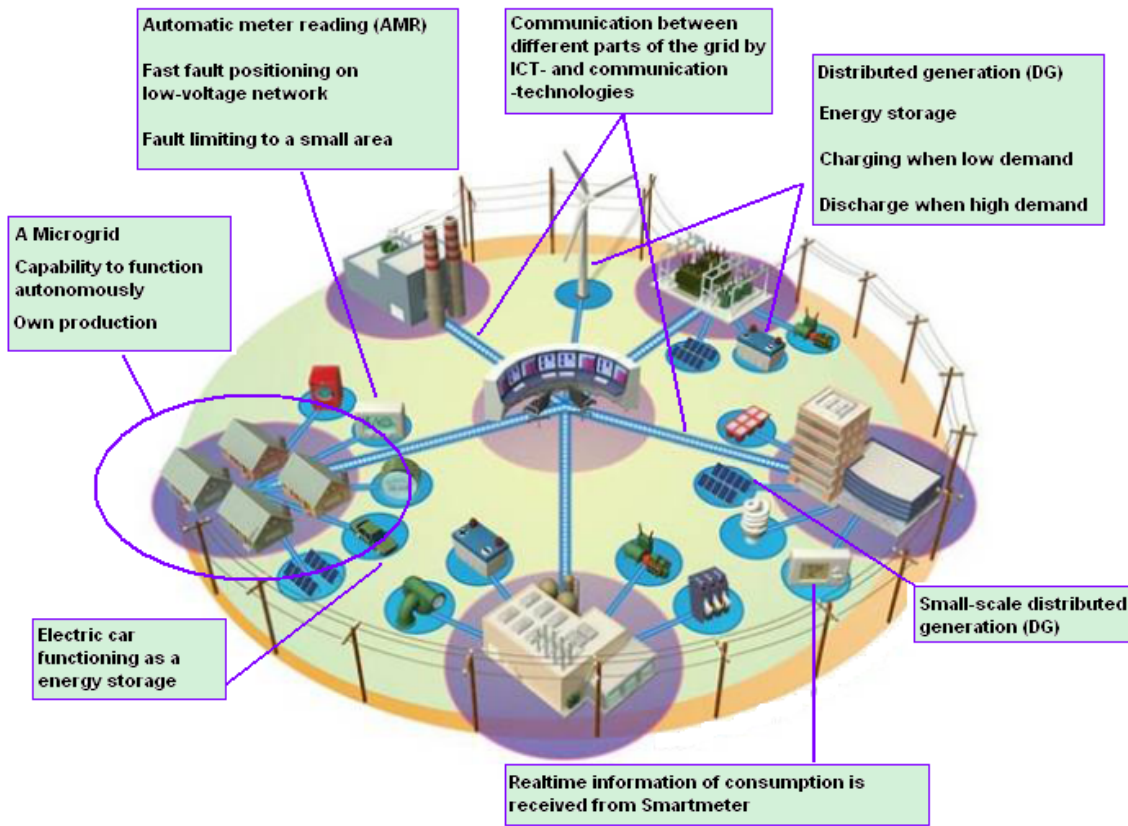 Automatic meter reading (AMR)
Fast fault positioning on
low-voltage network
Fault limiting to a small area
Communication between
different parts of the grid by
ICT- and communication
-technologies
Distributed generation (DG)
Energy storage
Charging when low demand
Discharge when high demand
A Microgrid
Capability to function
autonomously
Own production
Electric car
functioning as a
energy storage
Small-scale distributed
generation (DG)
Realtime information of consumption is
received from Smartmeter